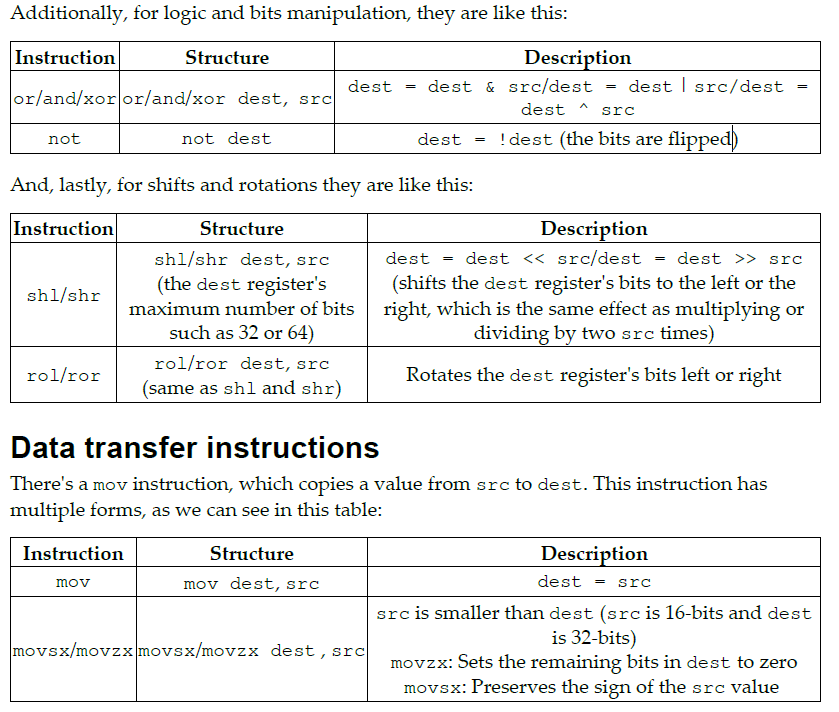 Additionally, for logic and bits manipulation, they are like this:
Instruction Structure Description
or/and/xor or/and/xor dest, src dest = dest & src/dest = dest | src/dest =
dest ^ src
not not dest dest = !dest (the bits are flipped)
And, lastly, for shifts and rotations they are like this:
Instruction Structure Description
shl/shr
shl/shr dest, src
(the dest register's
maximum number of bits
such as 32 or 64)
dest = dest << src/dest = dest >> src
(shifts the dest register's bits to the left or the
right, which is the same effect as multiplying or
dividing by two src times)
rol/ror
rol/ror dest, src
(same as shl and shr)
Rotates the dest register's bits left or right
Data transfer instructions
There's a mov instruction, which copies a value from src to dest. This instruction has
multiple forms, as we can see in this table:
Instruction Structure Description
mov mov dest, src dest = src
movsx/movzx movsx/movzx dest , src
src is smaller than dest (src is 16-bits and dest
is 32-bits)
movzx: Sets the remaining bits in dest to zero
movsx: Preserves the sign of the src value